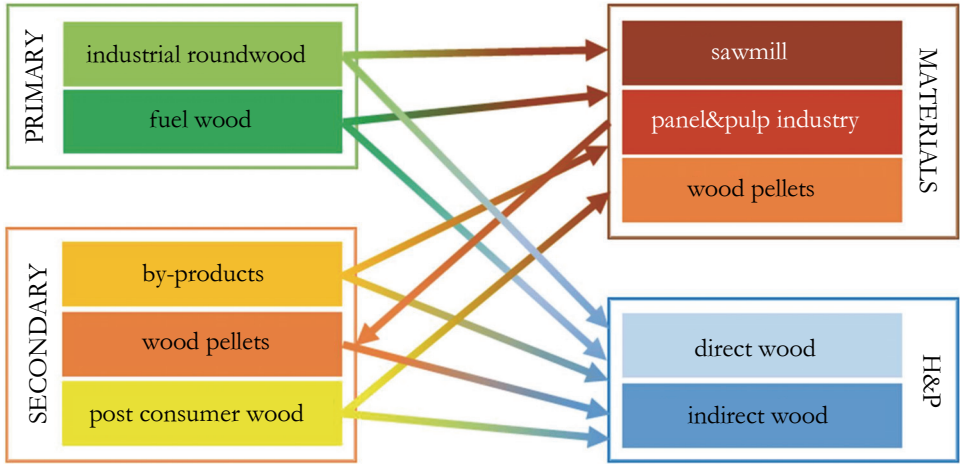 PRIMARY
industrial roundwood
fuel wood
SECONDARY
by-products
wood pellets
post consumer wood
MATERIALS
sawmill
panel&pulp industry
wood pellets
H&P
direct wood
indirect wood